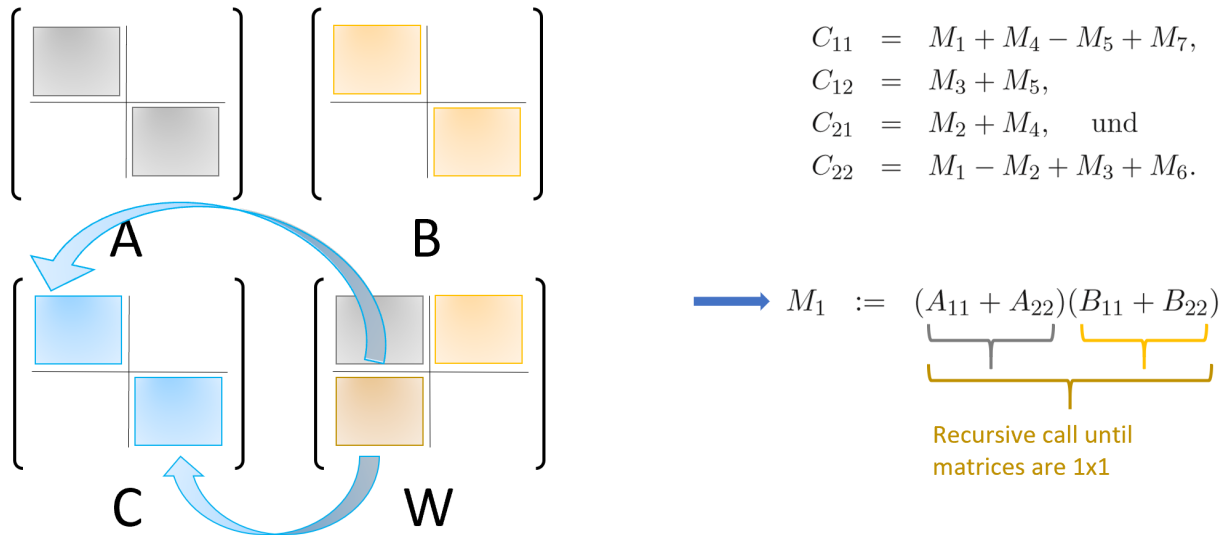 A
B
C
W
C₁₁ = M₁ + M₄ − M₅ + M₇,
C₁₂ = M₃ + M₅,
C₂₁ = M₂ + M₄, und
C₂₂ = M₁ − M₂ + M₃ + M₆.
M₁ := (A₁₁ + A₂₂)(B₁₁ + B₂₂)
Recursive call until
matrices are 1x1